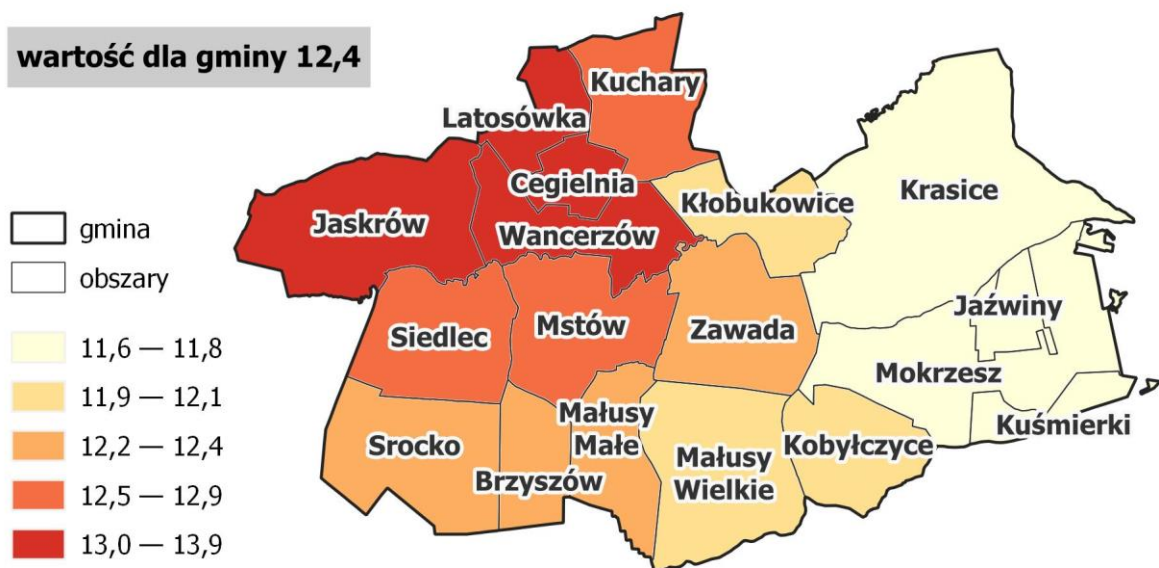 wartość dla gminy 12,4
Kuchary
Latosówka
Cegielnia
Kłobukowice
Krasice
Jaskrów
Wancerzów
gmina
obszary
Jaźwiny
Siedlec
Mstów
Zawada
11,6 — 11,8
Mokrzesz
11,9 — 12,1
Małusy
Małe
Kuśmierki
12,2 — 12,4
Srocko
Brzyszów
Małusy
Wielkie
Kobyłczyce
12,5 — 12,9
13,0 — 13,9